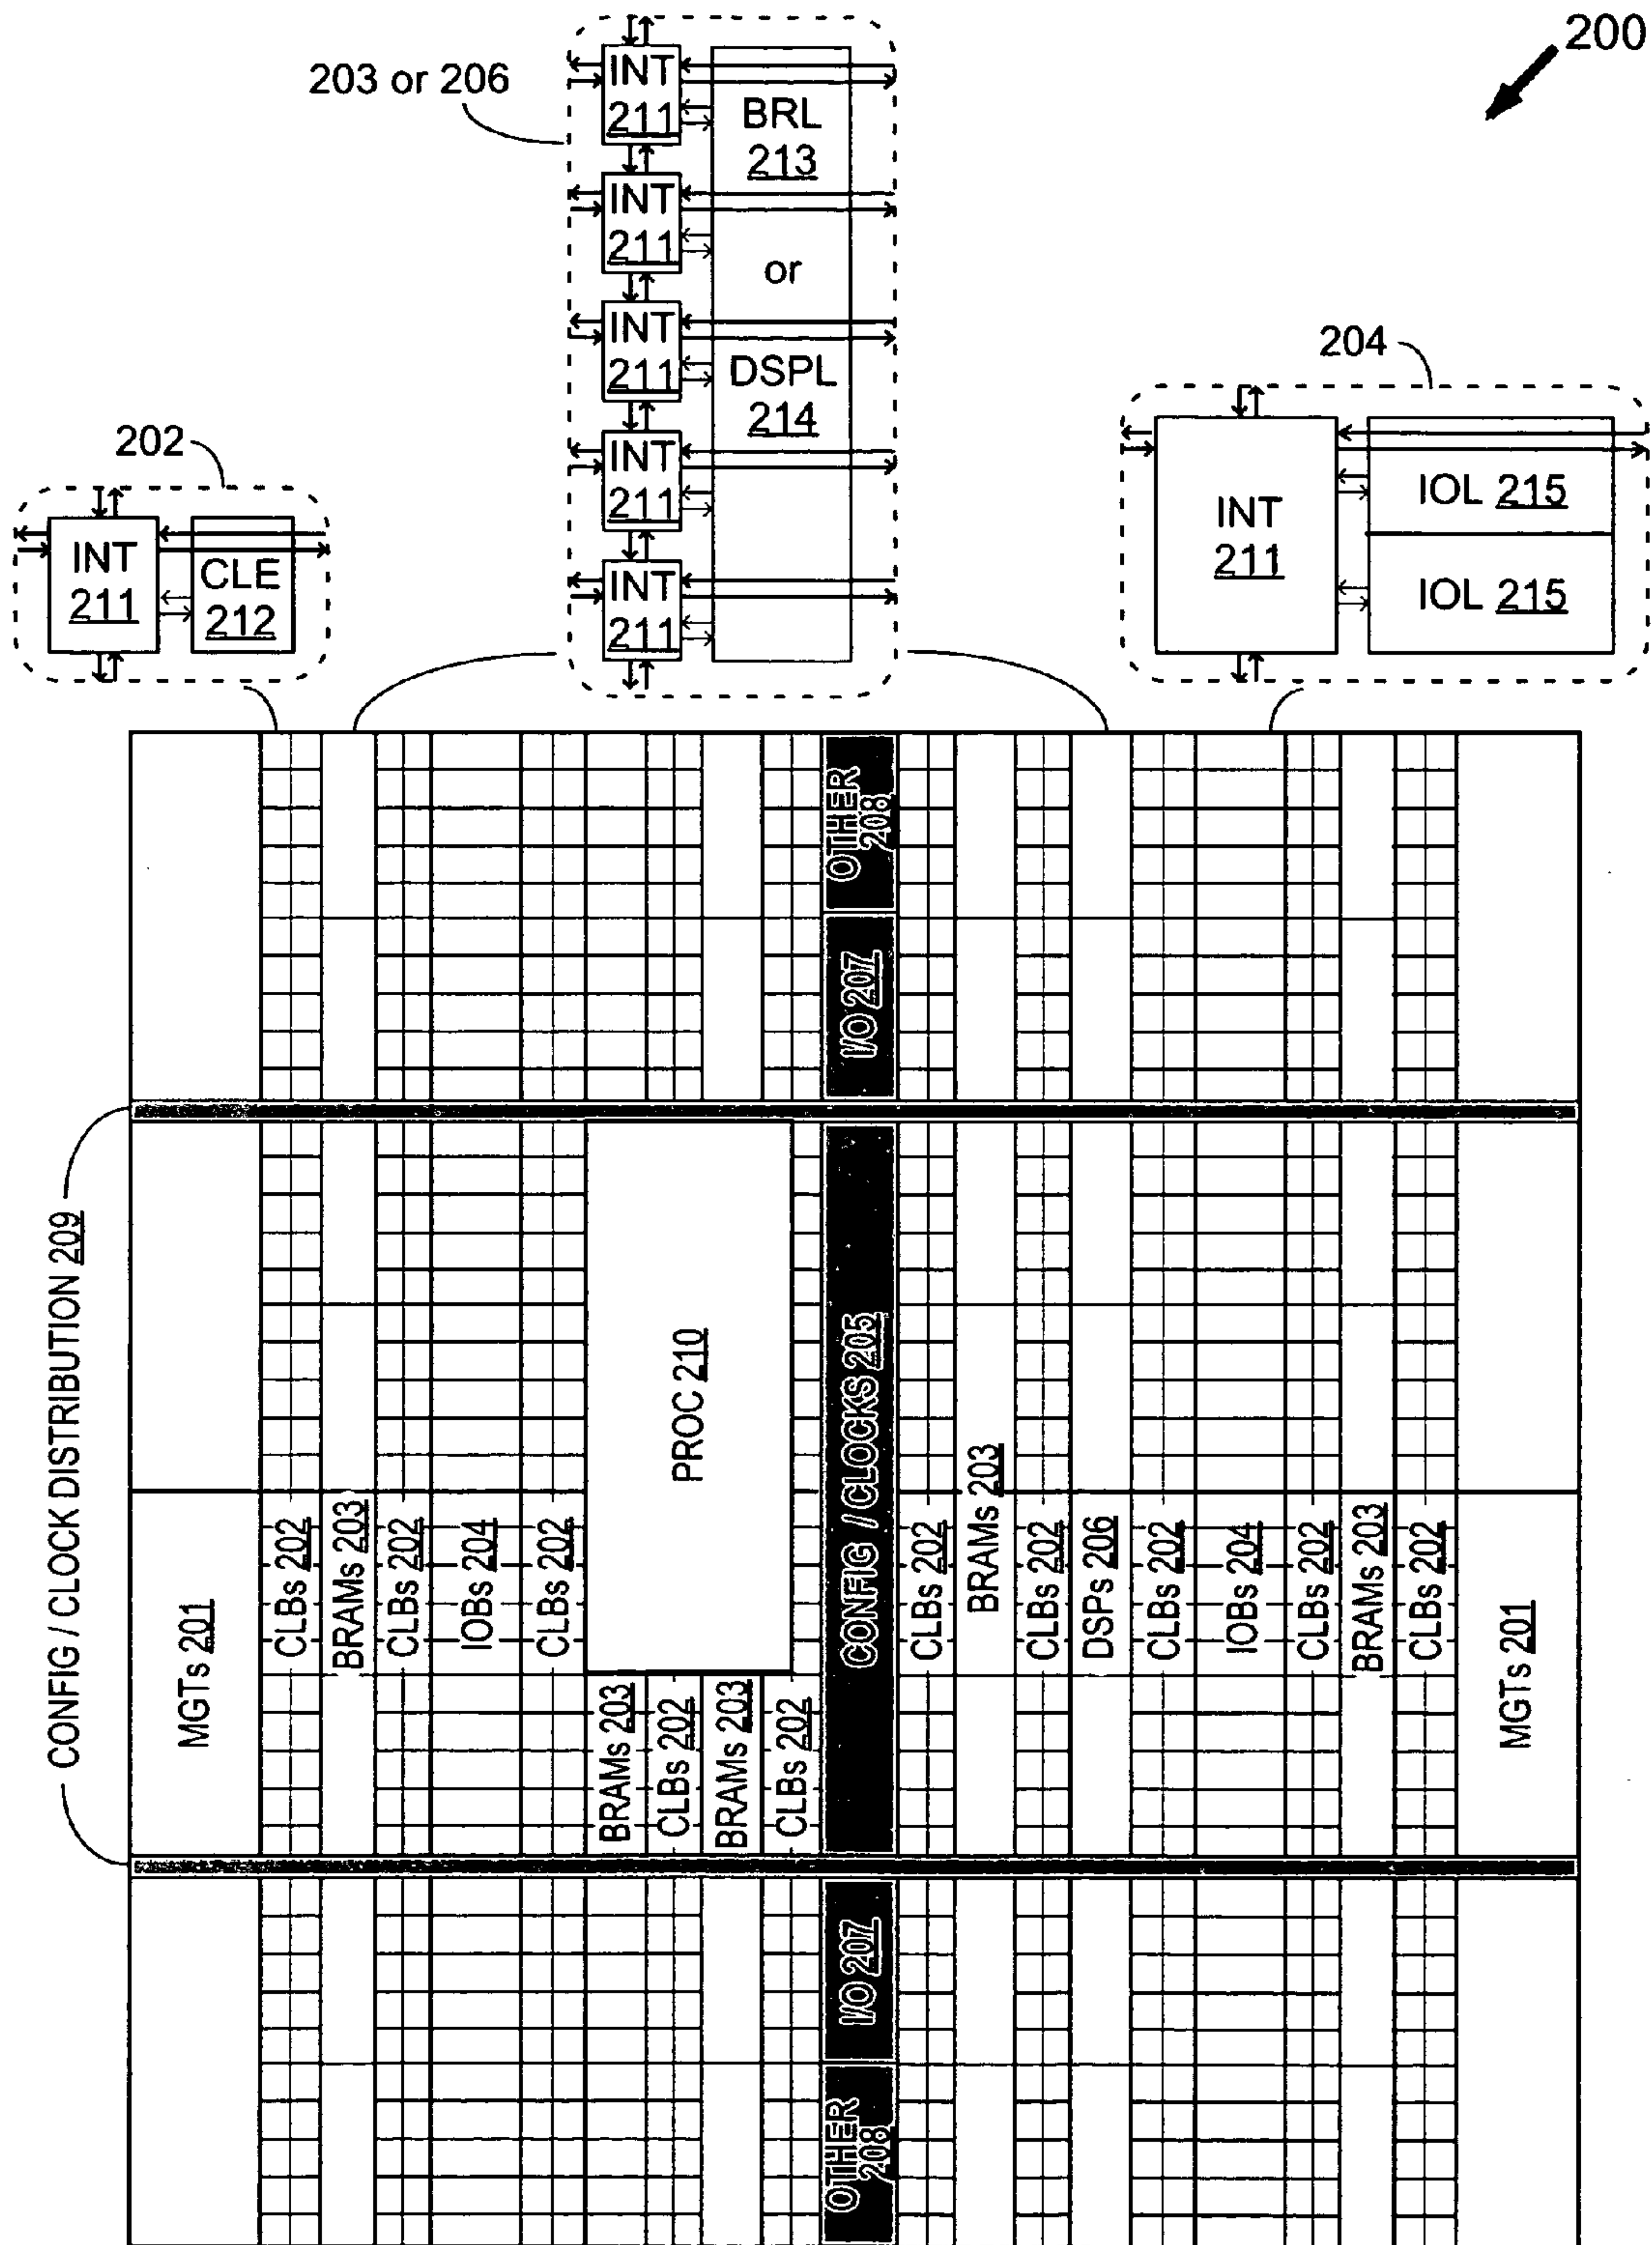 200
203 or 206
INT
211
INT
211
INT
211
INT
211
INT
211
BRL
213
or
DSPL
214
204
INT
211
IOL 215
IOL 215
202
INT
211
CLE
212
OTHER
208
I/O 207
CONFIG / CLOCK DISTRIBUTION 209
PROC 210
CONFIG / CLOCKS 205
MGTs 201
CLBs 202
BRAMs 203
CLBs 202
IOBs 204
CLBs 202
BRAMs 203
CLBs 202
BRAMs 203
CLBs 202
CLBs 202
BRAMs 203
CLBs 202
DSPs 206
CLBs 202
IOBs 204
CLBs 202
BRAMs 203
CLBs 202
MGTs 201
I/O 207
OTHER
208